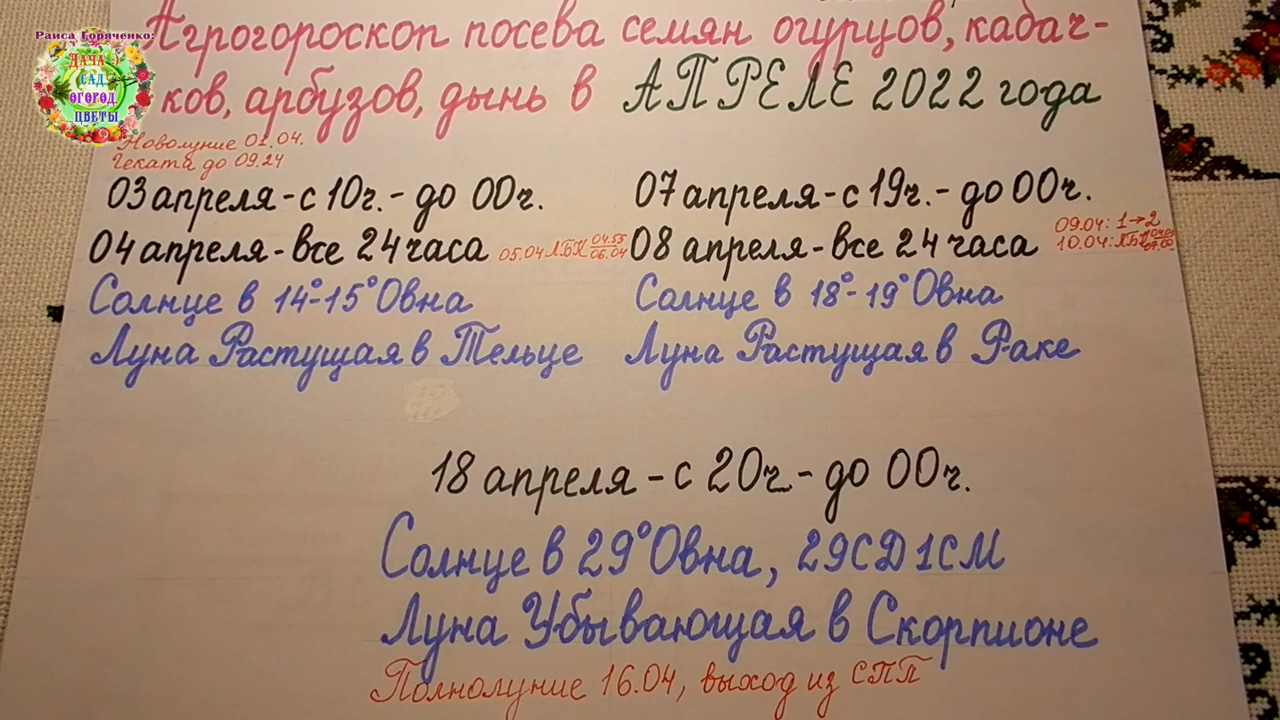 Раиса Горяченко:
ДАЧА
САД
ОГОРОД,
ЦВЕТЫ
Агрогороскоп посева семян огурцов, кабач-
ков, арбузов, дынь в АПРЕЛЕ 2022 года
Новолуние 01.04.
Геката до 09.24
03 апреля - с 10ч. - до 00ч.
04 апреля - все 24 часа
05.04 ЛБК 04.55 06.04
Солнце в 14°-15° Овна
Луна Растущая в Тельце
07 апреля - с 19ч. - до 00ч.
08 апреля - все 24 часа
09.04: 1→2
10.04: ЛБК
Солнце в 18°-19° Овна
Луна Растущая в Раке
18 апреля - с 20ч. - до 00ч.
Солнце в 29° Овна, 29СД 1СМ
Луна Убывающая в Скорпионе
Полнолуние 16.04, выход из СТП